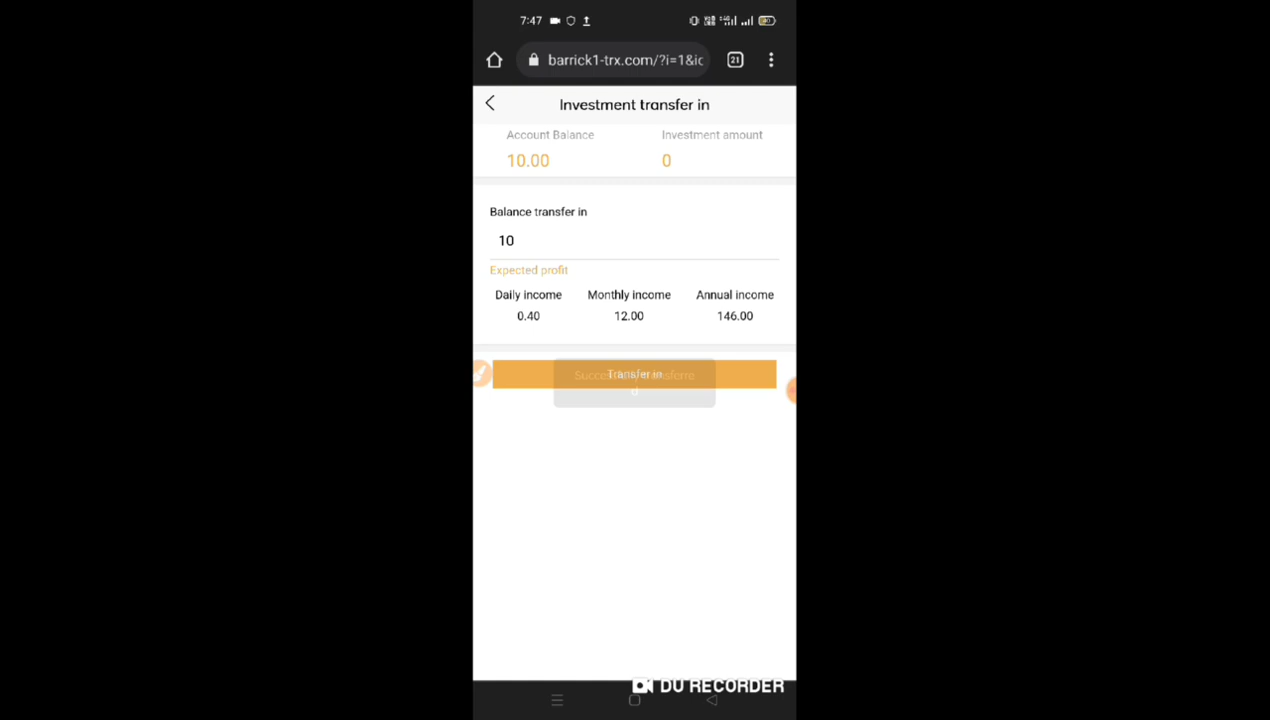 7:47
21
barrick1-trx.com/?i=1&ic
Investment transfer in
Account Balance Investment amount
10.00 0
Balance transfer in
10
Expected profit
Daily income Monthly income Annual income
0.40 12.00 146.00
Transfer in
Successfully transferre
d
DU RECORDER